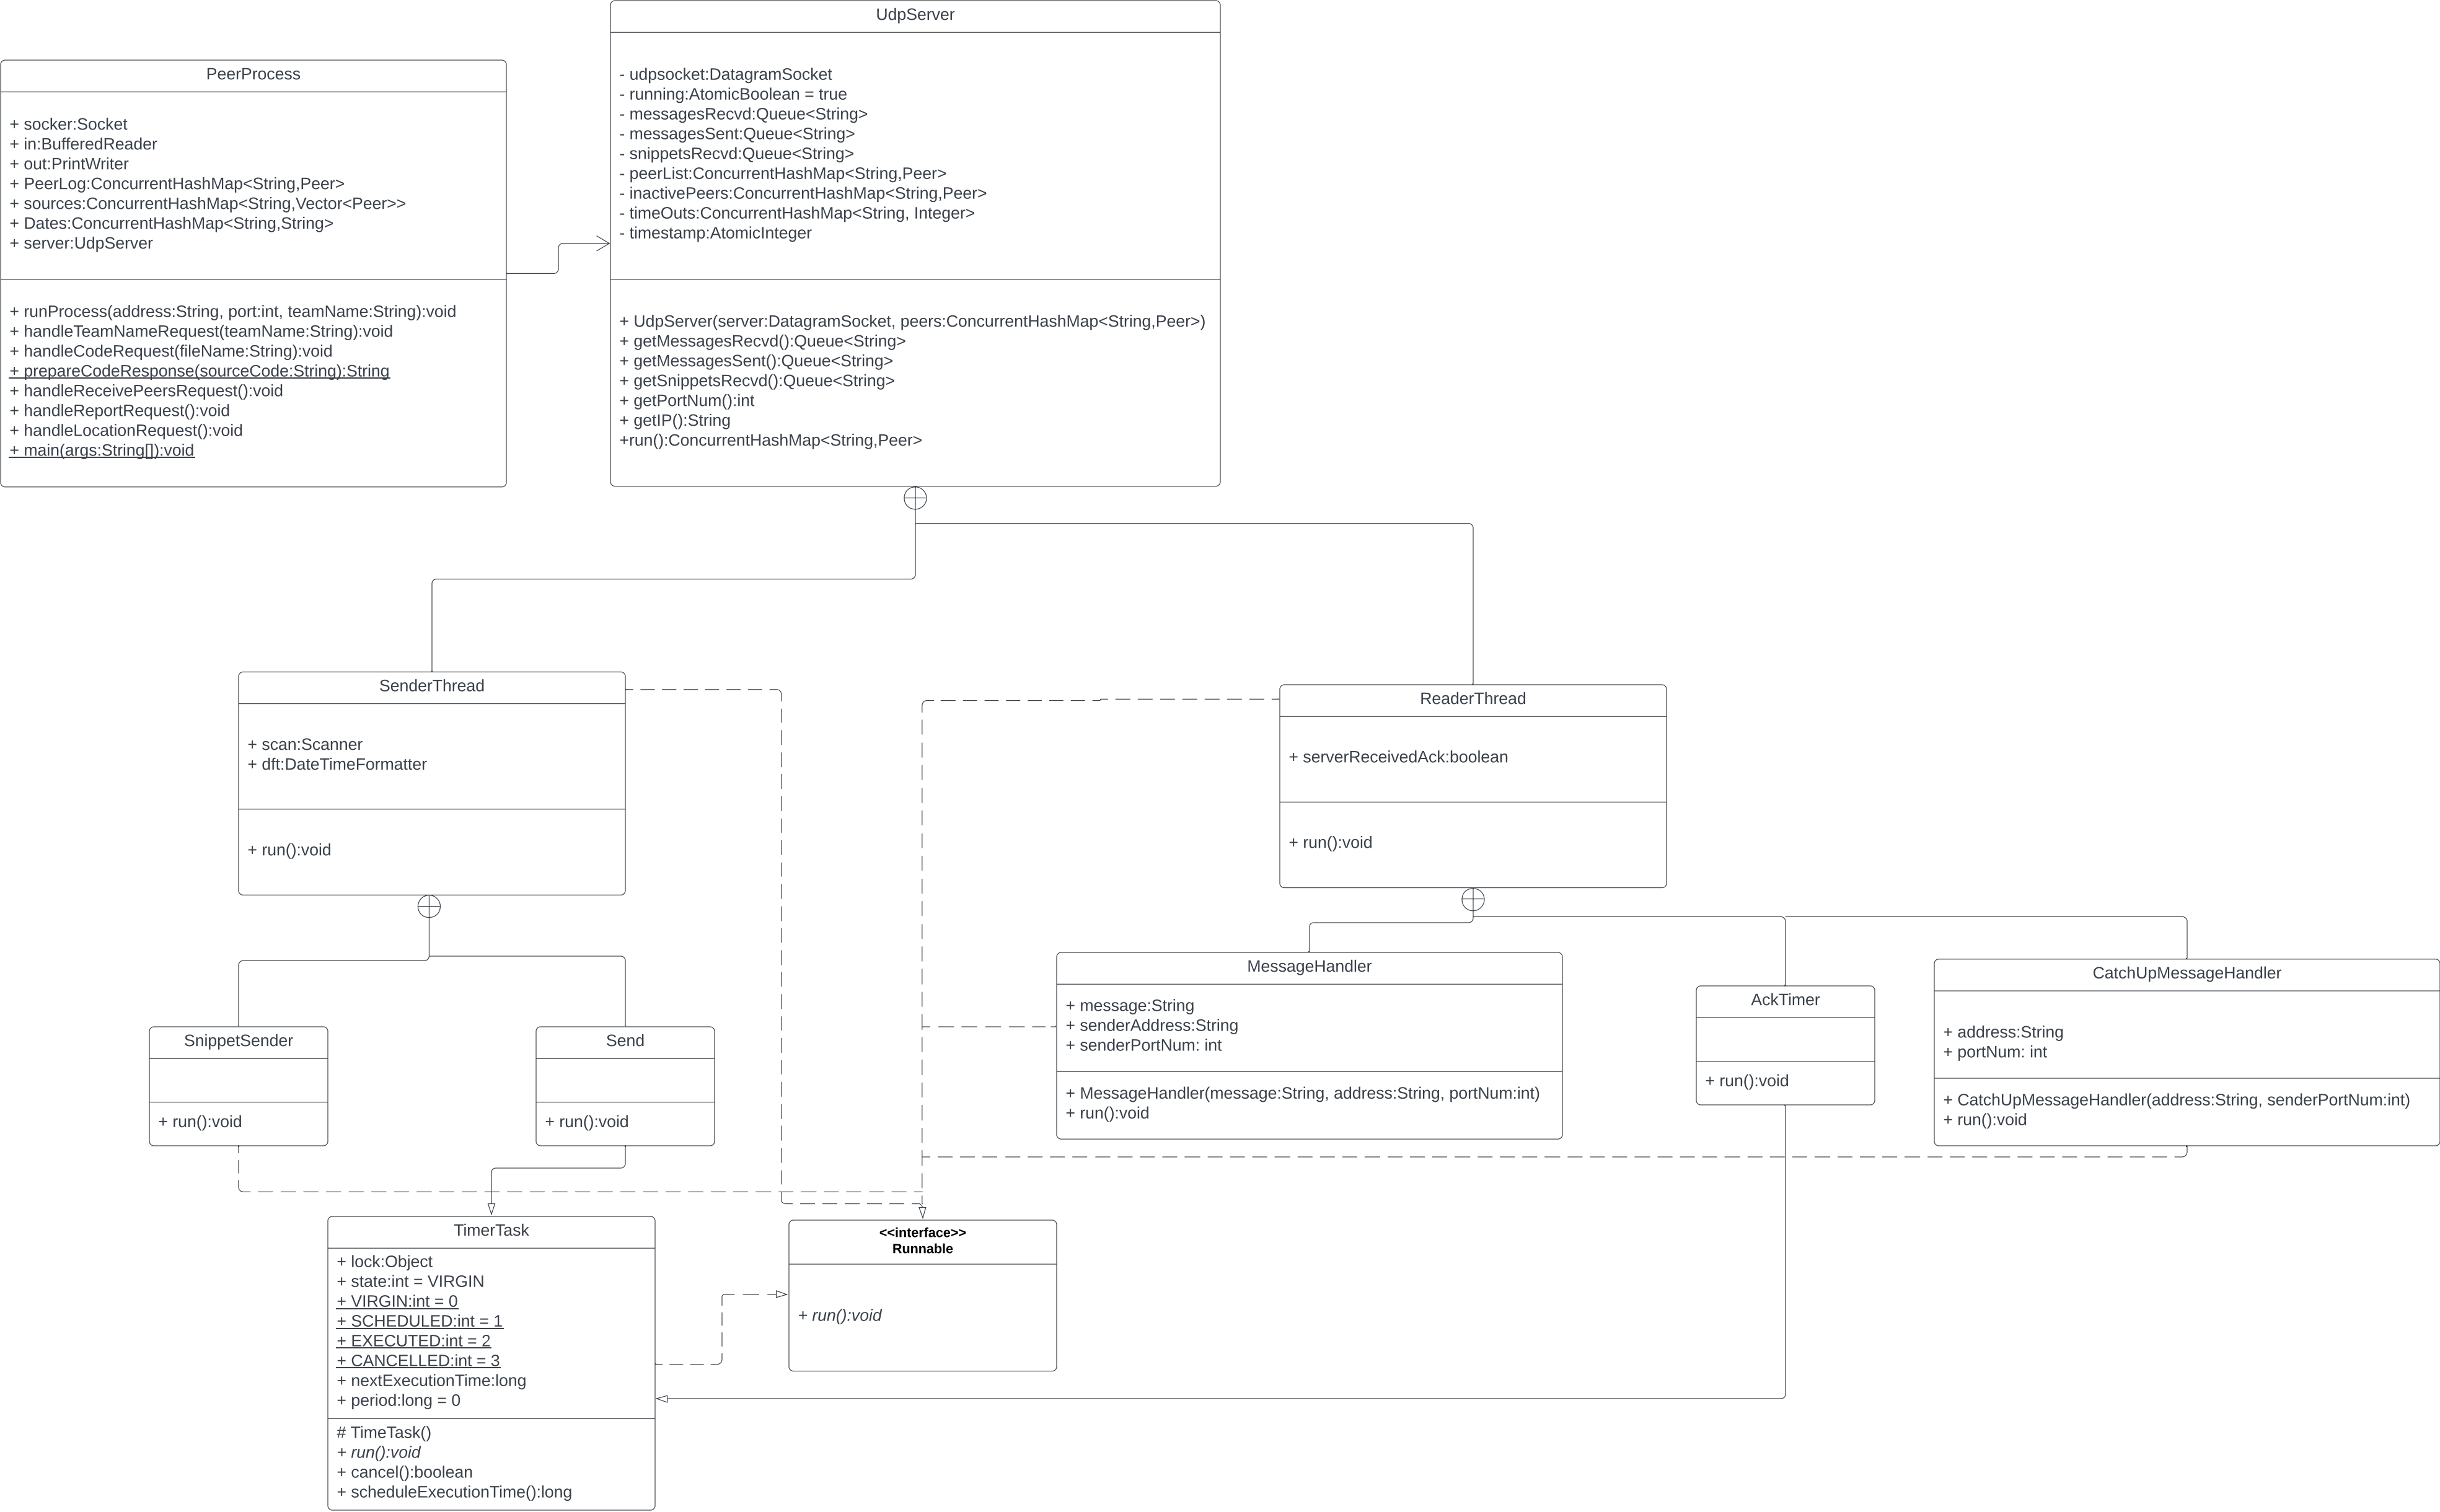 UdpServer
- udpsocket:DatagramSocket
- running:AtomicBoolean = true
- messagesRecvd:Queue<String>
- messagesSent:Queue<String>
- snippetsRecvd:Queue<String>
- peerList:ConcurrentHashMap<String,Peer>
- inactivePeers:ConcurrentHashMap<String,Peer>
- timeOuts:ConcurrentHashMap<String, Integer>
- timestamp:AtomicInteger
+ UdpServer(server:DatagramSocket, peers:ConcurrentHashMap<String,Peer>)
+ getMessagesRecvd():Queue<String>
+ getMessagesSent():Queue<String>
+ getSnippetsRecvd():Queue<String>
+ getPortNum():int
+ getIP():String
+run():ConcurrentHashMap<String,Peer>
PeerProcess
+ socker:Socket
+ in:BufferedReader
+ out:PrintWriter
+ PeerLog:ConcurrentHashMap<String,Peer>
+ sources:ConcurrentHashMap<String,Vector<Peer>>
+ Dates:ConcurrentHashMap<String,String>
+ server:UdpServer
+ runProcess(address:String, port:int, teamName:String):void
+ handleTeamNameRequest(teamName:String):void
+ handleCodeRequest(fileName:String):void
+ prepareCodeResponse(sourceCode:String):String
+ handleReceivePeersRequest():void
+ handleReportRequest():void
+ handleLocationRequest():void
+ main(args:String[]):void
SenderThread
+ scan:Scanner
+ dft:DateTimeFormatter
+ run():void
ReaderThread
+ serverReceivedAck:boolean
+ run():void
SnippetSender
+ run():void
Send
+ run():void
MessageHandler
+ message:String
+ senderAddress:String
+ senderPortNum: int
+ MessageHandler(message:String, address:String, portNum:int)
+ run():void
AckTimer
+ run():void
CatchUpMessageHandler
+ address:String
+ portNum: int
+ CatchUpMessageHandler(address:String, senderPortNum:int)
+ run():void
TimerTask
+ lock:Object
+ state:int = VIRGIN
+ VIRGIN:int = 0
+ SCHEDULED:int = 1
+ EXECUTED:int = 2
+ CANCELLED:int = 3
+ nextExecutionTime:long
+ period:long = 0
# TimeTask()
+ run():void
+ cancel():boolean
+ scheduleExecutionTime():long
<<interface>>
Runnable
+ run():void